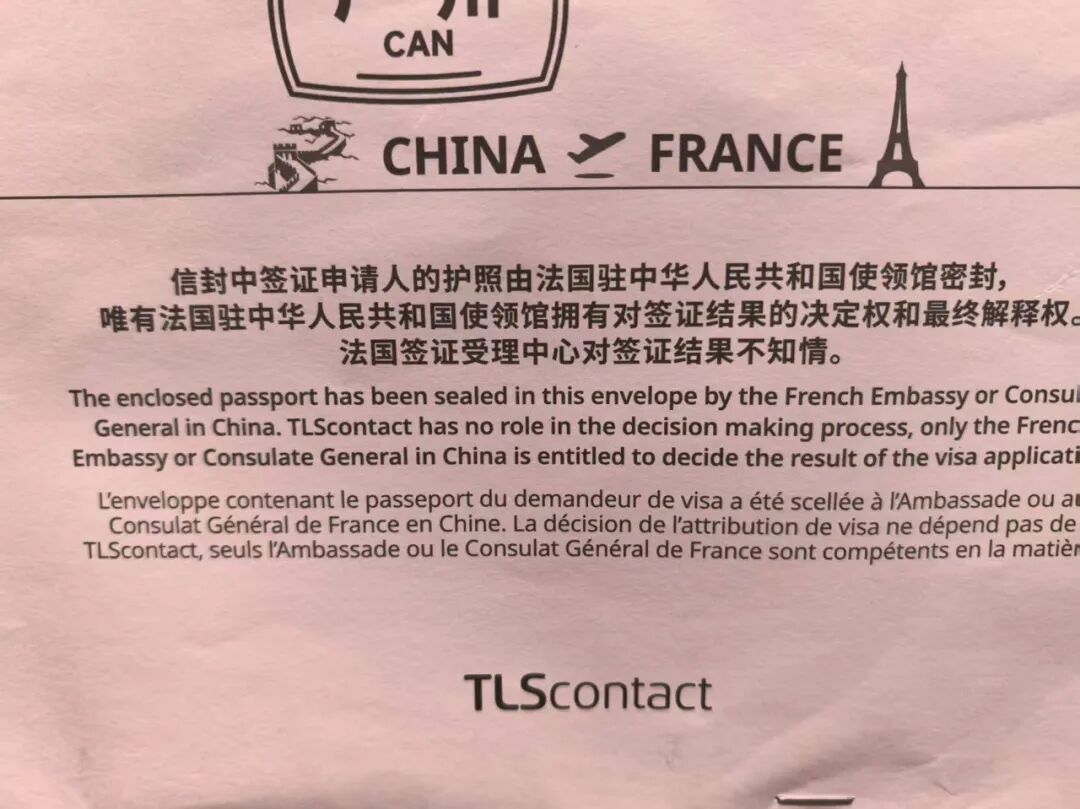 CAN
CHINA FRANCE
信封中签证申请人的护照由法国驻中华人民共和国使领馆密封,
唯有法国驻中华人民共和国使领馆拥有对签证结果的决定权和最终解释权。
法国签证受理中心对签证结果不知情。
The enclosed passport has been sealed in this envelope by the French Embassy or
General in China. TLScontact has no role in the decision making process, only the
Embassy or Consulate General in China is entitled to decide the result of the visa
L'enveloppe contenant le passeport du demandeur de visa a été scellée à l'Ambassade ou
Consulat Général de France en Chine. La décision de l'attribution de visa ne dépend pas de
TLScontact, seuls l'Ambassade ou le Consulat Général de France sont compétents en la
TLScontact